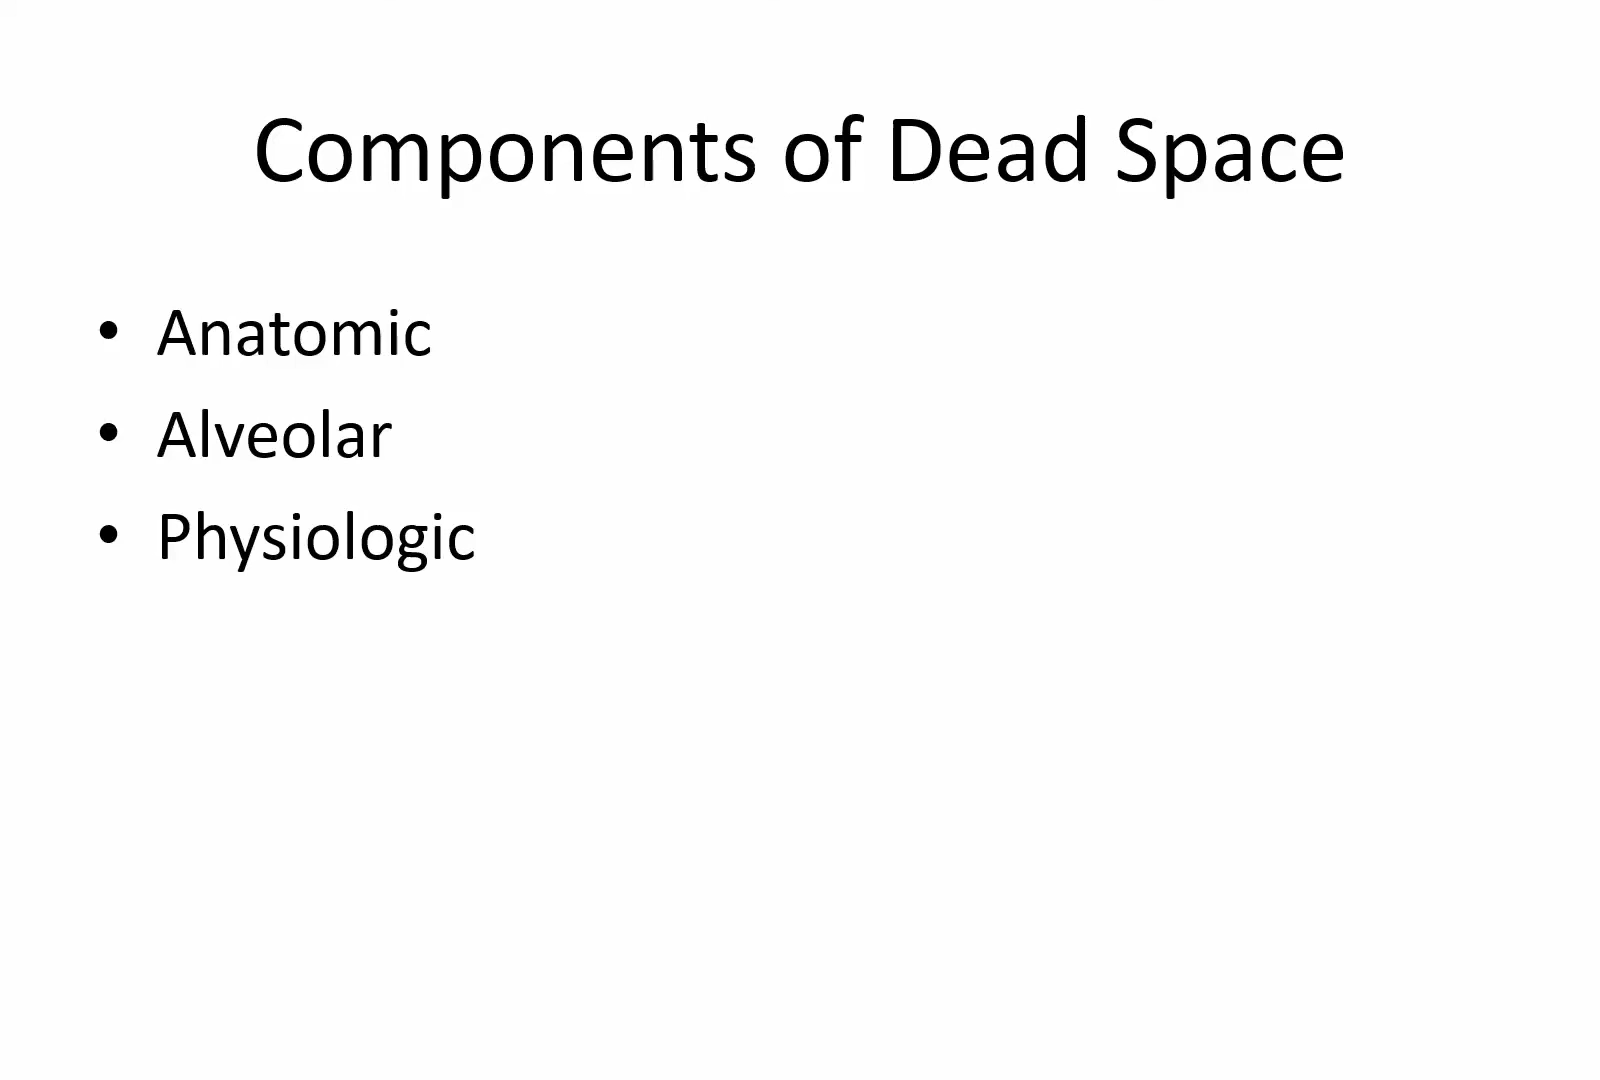 Components of Dead Space
• Anatomic
• Alveolar
• Physiologic